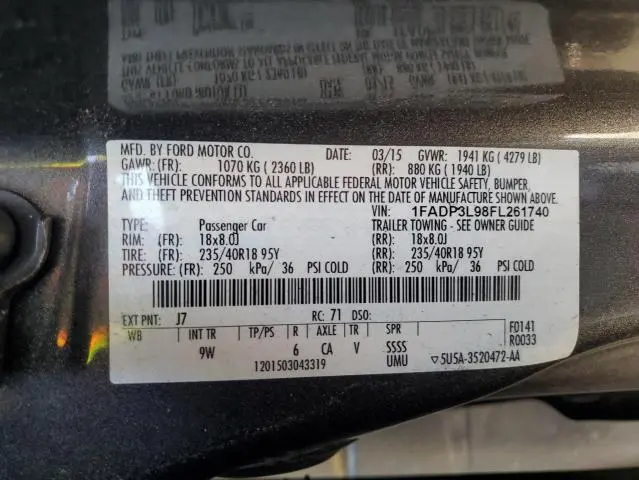 MFD. BY FORD MOTOR CO. DATE: 03/15 GVWR: 1941 KG ( 4279 LB)
GAWR: (FR): 1070 KG ( 2360 LB) (RR): 880 KG ( 1940 LB)
THIS VEHICLE CONFORMS TO ALL APPLICABLE FEDERAL MOTOR VEHICLE SAFETY, BUMPER,
AND THEFT PREVENTION STANDARDS IN EFFECT ON THE DATE OF MANUFACTURE SHOWN ABOVE.
VIN: 1FADP3L98FL261740
TYPE: Passenger Car TRAILER TOWING - SEE OWNER GUIDE
RIM: (FR): 18x8.0J (RR): 18x8.0J
TIRE: (FR): 235/40R18 95Y (RR): 235/40R18 95Y
PRESSURE: (FR): 250 kPa/ 36 PSI COLD (RR): 250 kPa/ 36 PSI COLD
EXT PNT: J7 RC: 71 DSO: F0141
WB INT TR TP/PS R AXLE TR SPR R0033
9W 6 CA V SSSS
1201503043319 UMU ▽5U5A-3520472-AA